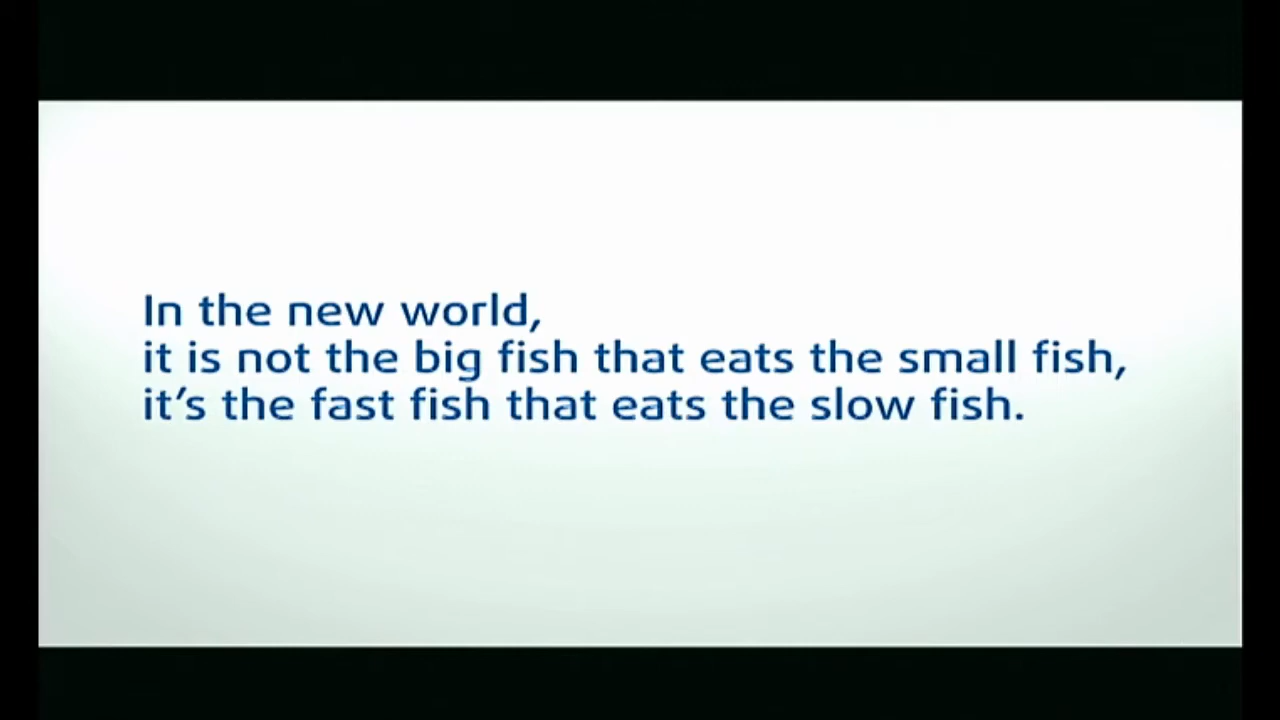 In the new world,
it is not the big fish that eats the small fish,
it’s the fast fish that eats the slow fish.